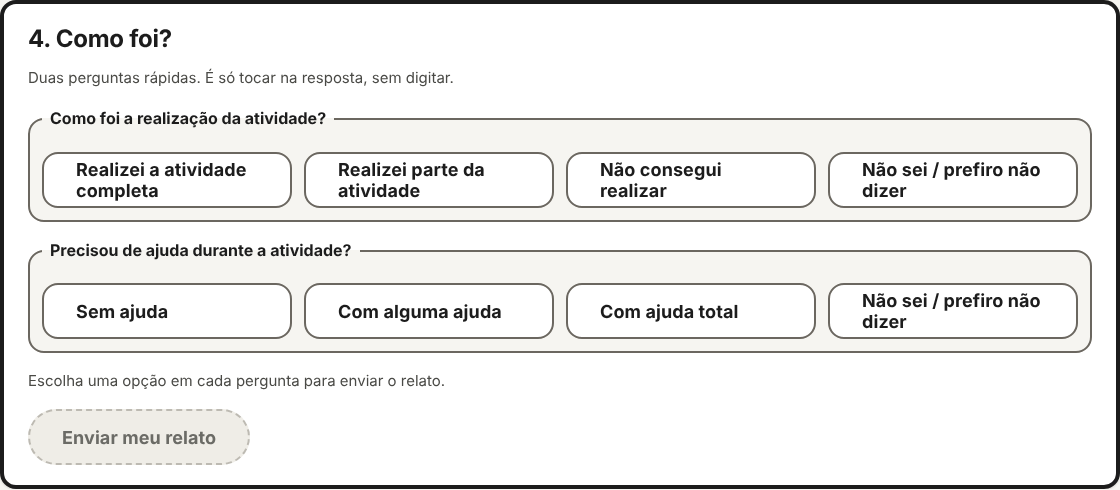 4. Como foi?
Duas perguntas rápidas. É só tocar na resposta, sem digitar.
Como foi a realização da atividade?
Realizei a atividade
completa
Realizei parte da
atividade
Não consegui
realizar
Não sei / prefiro não
dizer
Precisou de ajuda durante a atividade?
Sem ajuda
Com alguma ajuda
Com ajuda total
Não sei / prefiro não
dizer
Escolha uma opção em cada pergunta para enviar o relato.
Enviar meu relato